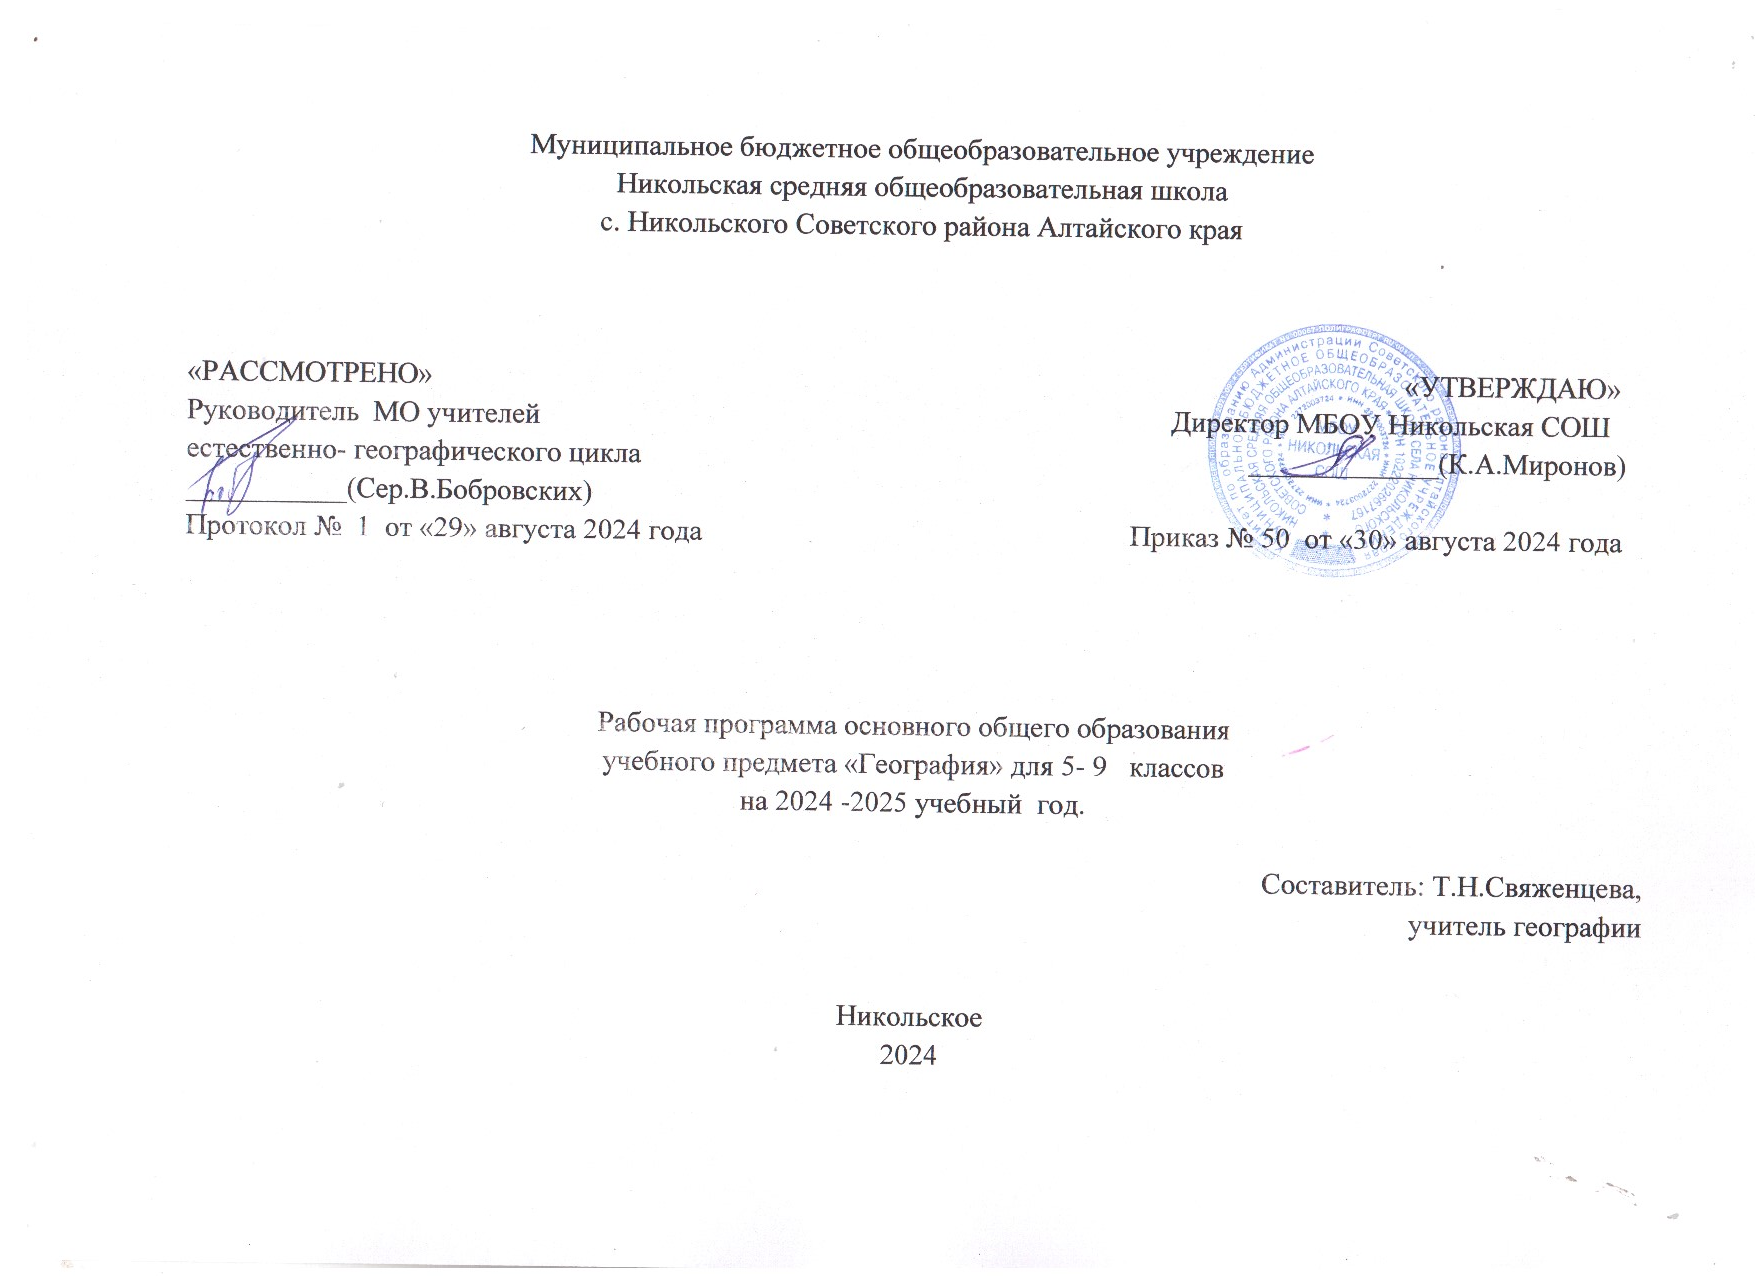 Муниципальное бюджетное общеобразовательное учреждение
Никольская средняя общеобразовательная школа
с. Никольского Советского района Алтайского края
«РАССМОТРЕНО»
Руководитель МО учителей
естественно- географического цикла
___________(Сер.В.Бобровских)
Протокол № 1 от «29» августа 2024 года
«УТВЕРЖДАЮ»
Директор МБОУ Никольская СОШ
_____________(К.А.Миронов)
Приказ № 50 от «30» августа 2024 года
НИКОЛЬСКАЯ
СОШ
Рабочая программа основного общего образования
учебного предмета «География» для 5- 9 классов
на 2024 -2025 учебный год.
Составитель: Т.Н.Свяженцева,
учитель географии
Никольское
2024